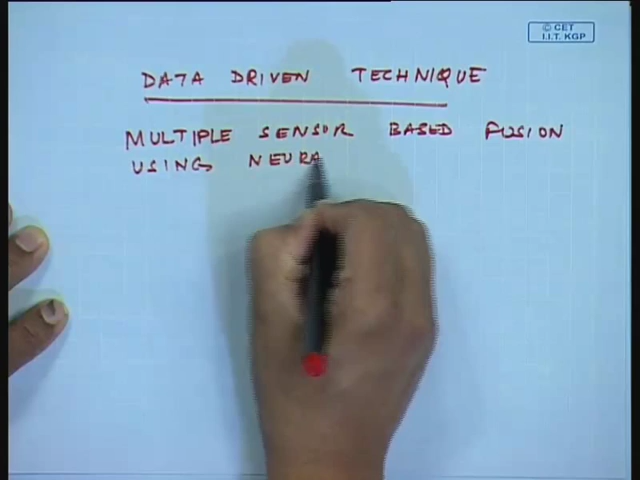 © CET
I.I.T. KGP
DATA DRIVEN TECHNIQUE
MULTIPLE SENSOR BASED FUSION
USING NEURA